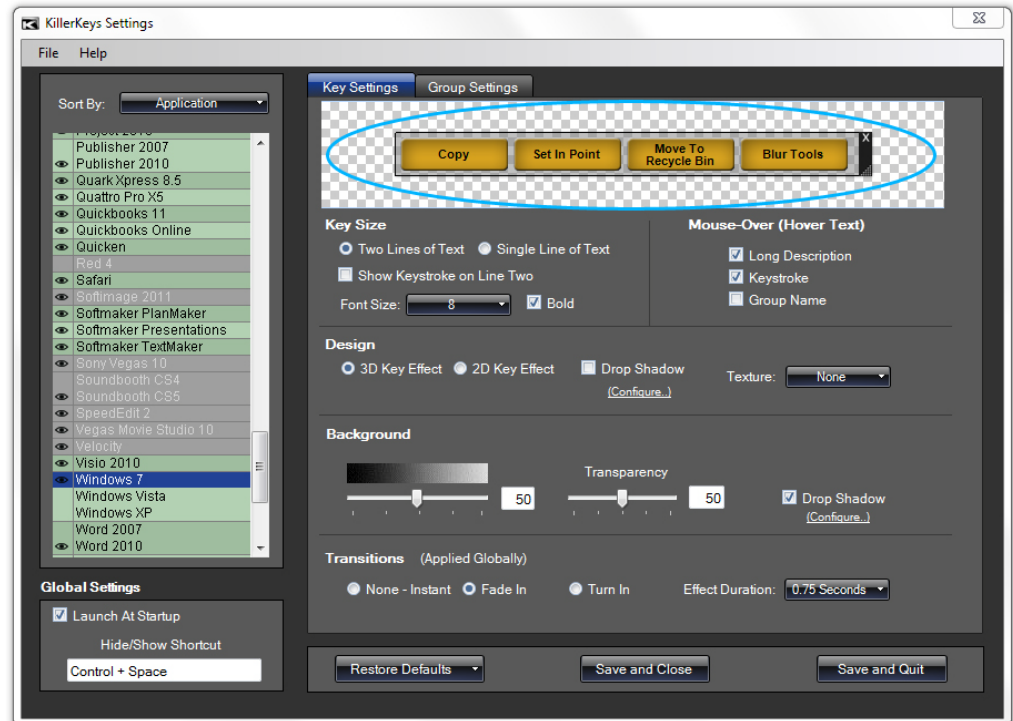 KillerKeys Settings
File Help
Sort By: Application
Project 2010
Publisher 2007
Publisher 2010
Quark Xpress 8.5
Quattro Pro X5
Quickbooks 11
Quickbooks Online
Quicken
Red 4
Safari
Softimage 2011
Softmaker PlanMaker
Softmaker Presentations
Softmaker TextMaker
Sony Vegas 10
Soundbooth CS4
Soundbooth CS5
SpeedEdit 2
Vegas Movie Studio 10
Velocity
Visio 2010
Windows 7
Windows Vista
Windows XP
Word 2007
Word 2010
Global Settings
Launch At Startup
Hide/Show Shortcut
Control + Space
Key Settings Group Settings
Copy
Set In Point
Move To
Recycle Bin
Blur Tools
X
Key Size
Two Lines of Text Single Line of Text
Show Keystroke on Line Two
Font Size: 8 Bold
Mouse-Over (Hover Text)
Long Description
Keystroke
Group Name
Design
3D Key Effect 2D Key Effect Drop Shadow
(Configure..)
Texture: None
Background
50
Transparency
50
Drop Shadow
(Configure..)
Transitions (Applied Globally)
None - Instant Fade In Turn In Effect Duration: 0.75 Seconds
Restore Defaults Save and Close Save and Quit